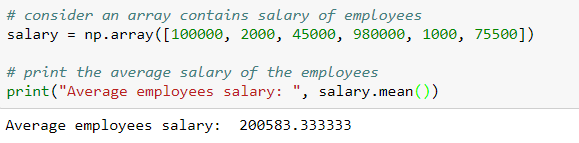 # consider an array contains salary of employees
salary = np.array([100000, 2000, 45000, 980000, 1000, 75500])
# print the average salary of the employees
print("Average employees salary: ", salary.mean())
Average employees salary:  200583.333333